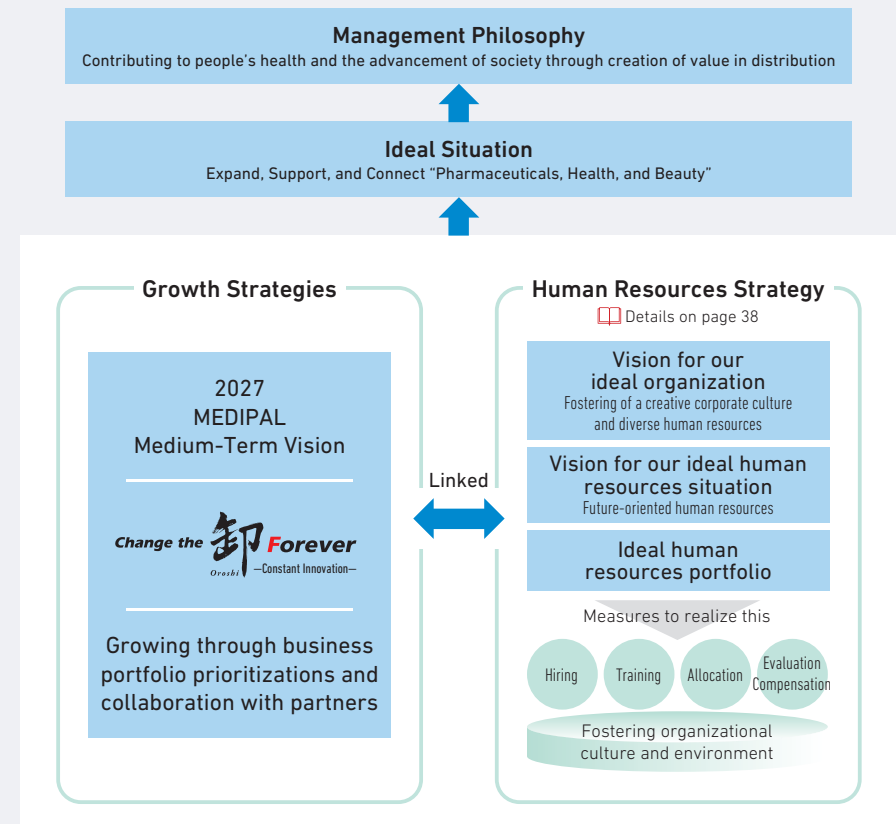 Management Philosophy
Contributing to people's health and the advancement of society through creation of value in distribution
Ideal Situation
Expand, Support, and Connect “Pharmaceuticals, Health, and Beauty”
Growth Strategies
2027
MEDIPAL
Medium-Term Vision
Change the 卸 Forever
Oroshi —Constant Innovation—
Growing through business
portfolio prioritizations and
collaboration with partners
Linked
Human Resources Strategy
Details on page 38
Vision for our
ideal organization
Fostering of a creative corporate culture
and diverse human resources
Vision for our ideal human
resources situation
Future-oriented human resources
Ideal human
resources portfolio
Measures to realize this
Hiring
Training
Allocation
Evaluation
Compensation
Fostering organizational
culture and environment